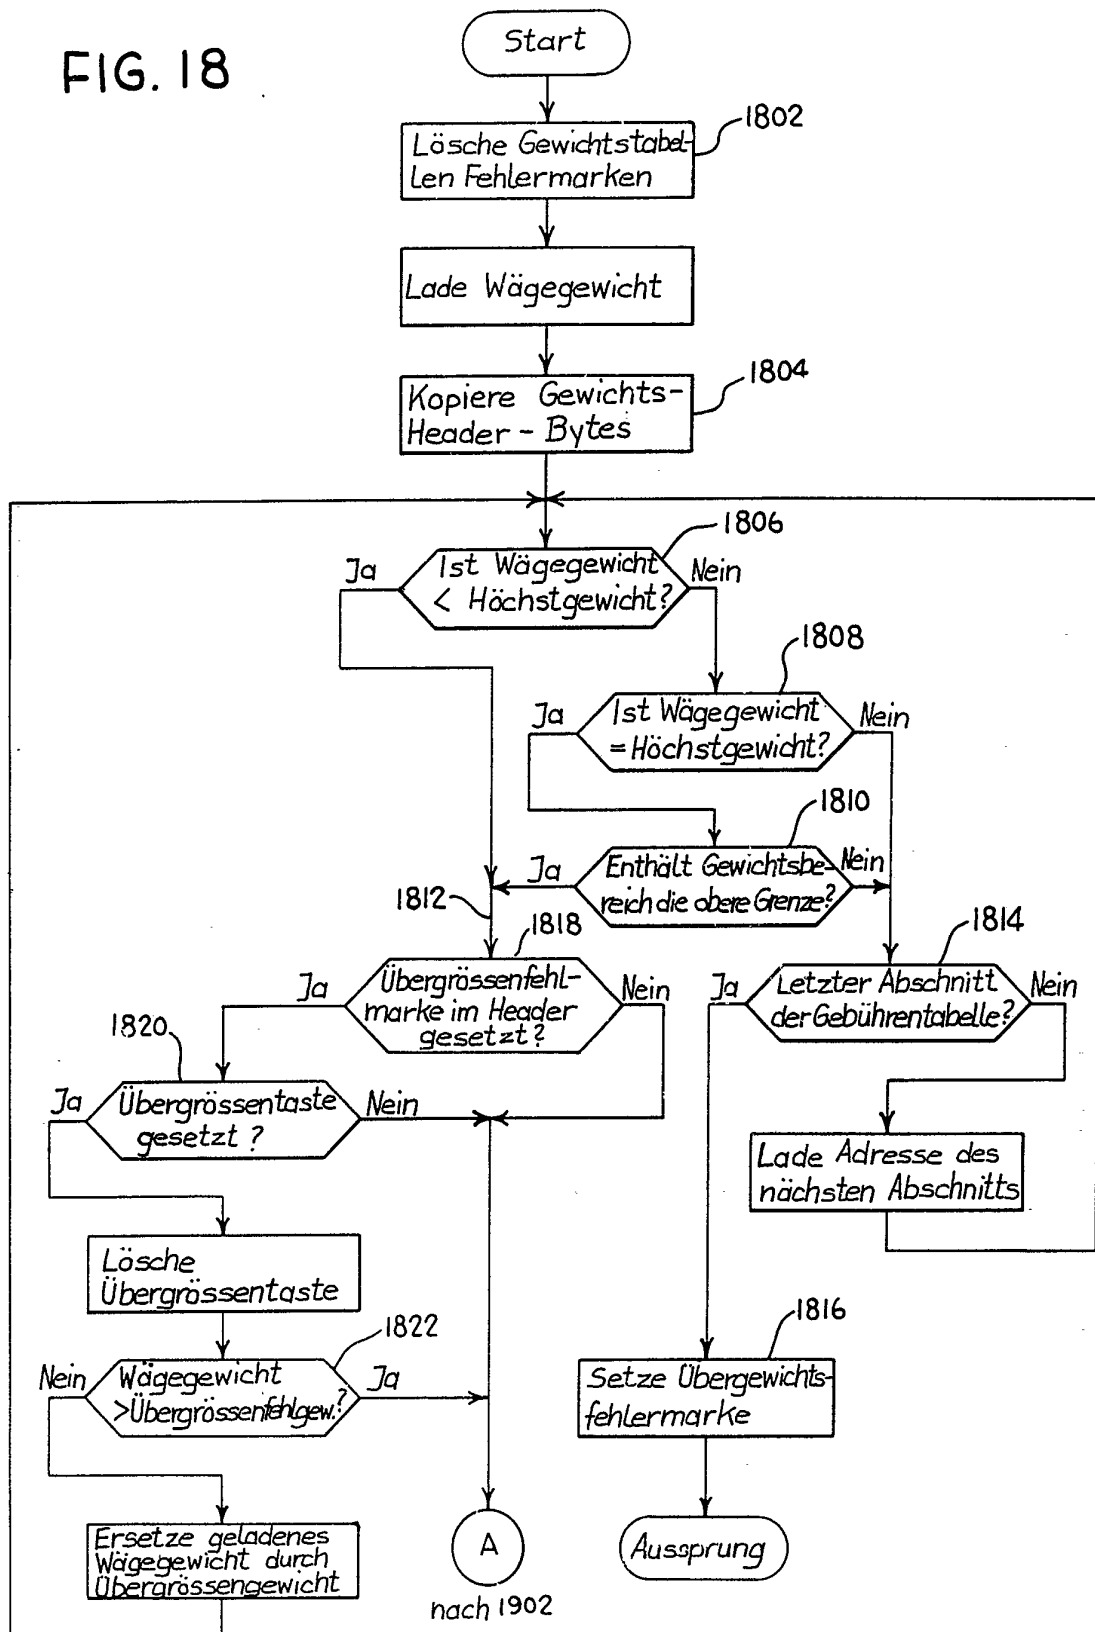 FIG. 18
Start
1802
Lösche Gewichtstabel-
len Fehlermarken
Lade Wägegewicht
1804
Kopiere Gewichts-
Header - Bytes
1806
Ja
Ist Wägegewicht
< Höchstgewicht?
Nein
1808
Ja
Ist Wägegewicht
= Höchstgewicht?
Nein
1810
Ja
Enthält Gewichtsbe-
reich die obere Grenze?
Nein
1812
1818
Ja
Übergrössenfehl-
marke im Header
gesetzt?
Nein
1814
Ja
Letzter Abschnitt
der Gebührentabelle?
Nein
1820
Ja
Übergrössentaste
gesetzt?
Nein
Lade Adresse des
nächsten Abschnitts
Lösche
Übergrössentaste
1822
Nein
Wägegewicht
>Übergrössenfehlgew.?
Ja
1816
Setze Übergewichts-
fehlermarke
Ersetze geladenes
Wägegewicht durch
Übergrössengewicht
A
nach 1902
Aussprung